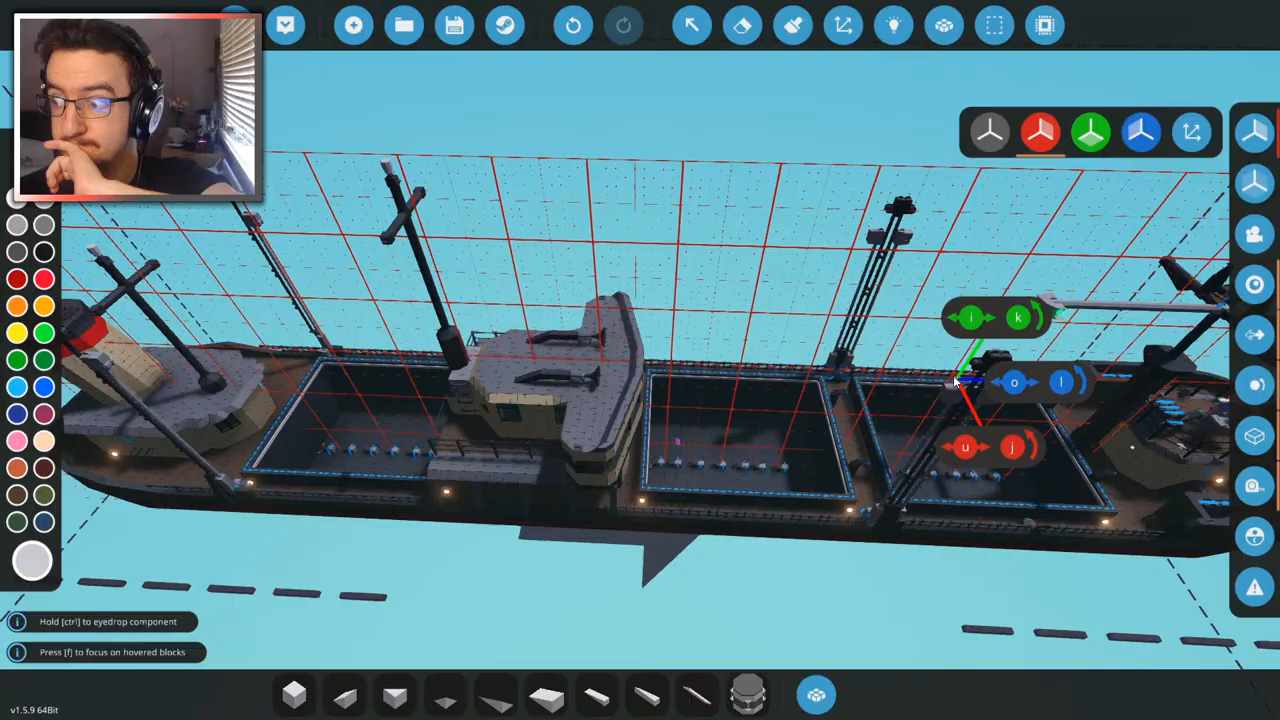 i k
o l
u j
Hold [ctrl] to eyedrop component
Press [f] to focus on hovered blocks
v1.5.9 64Bit